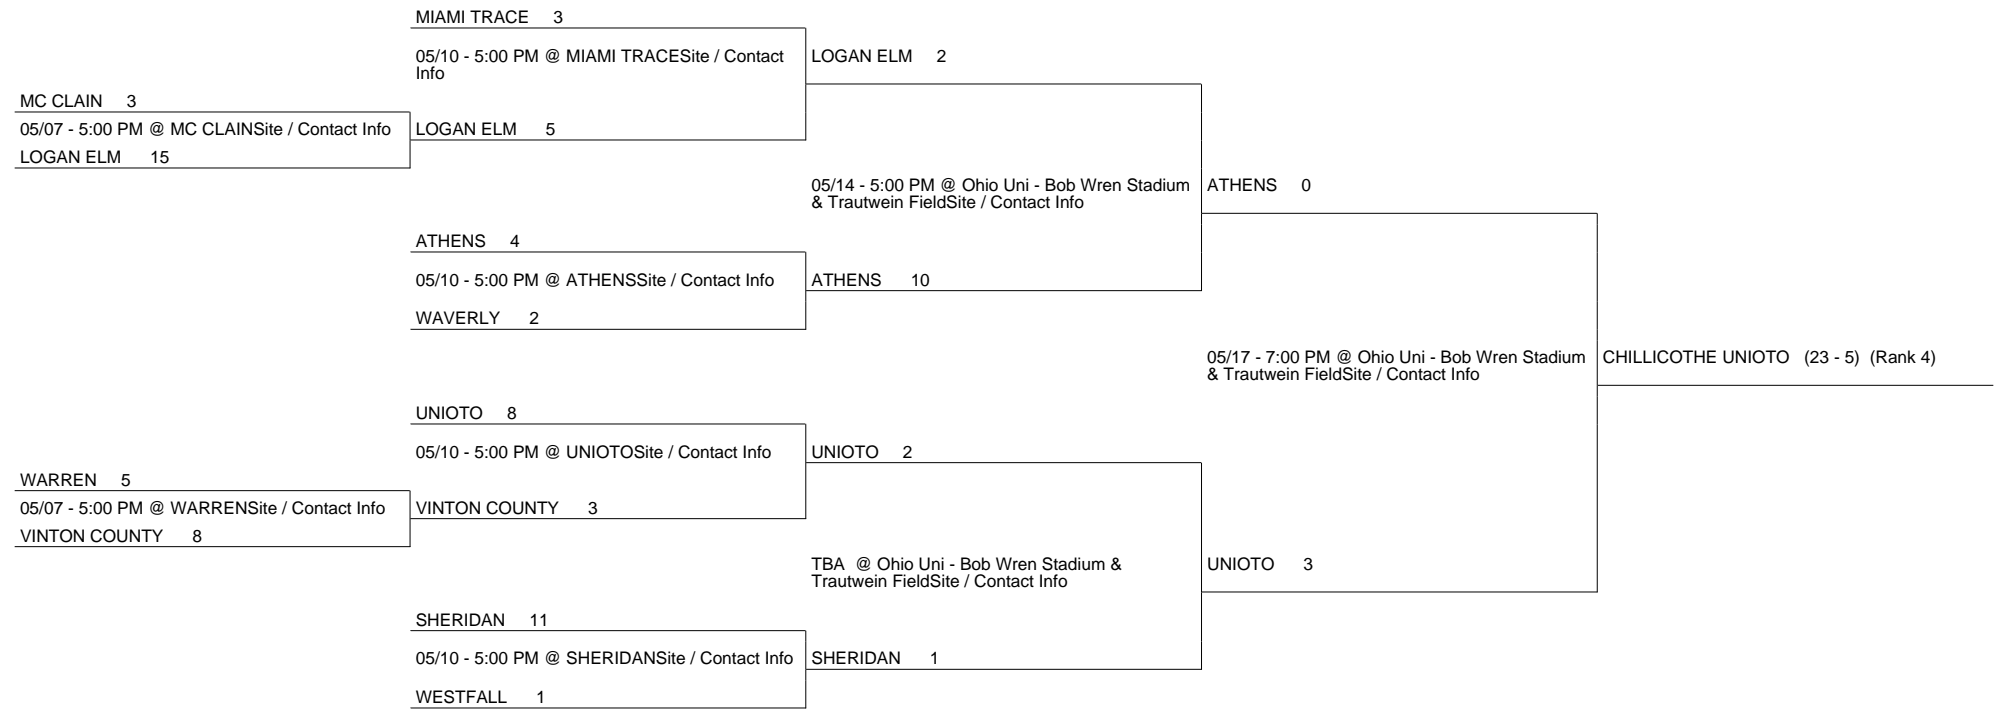 MIAMI TRACE 3
05/10 - 5:00 PM @ MIAMI TRACESite / Contact
Info
LOGAN ELM 2
MC CLAIN 3
05/07 - 5:00 PM @ MC CLAINSite / Contact Info
LOGAN ELM 15
LOGAN ELM 5
05/14 - 5:00 PM @ Ohio Uni - Bob Wren Stadium
& Trautwein FieldSite / Contact Info
ATHENS 0
ATHENS 4
05/10 - 5:00 PM @ ATHENSSite / Contact Info
ATHENS 10
WAVERLY 2
05/17 - 7:00 PM @ Ohio Uni - Bob Wren Stadium
& Trautwein FieldSite / Contact Info
CHILLICOTHE UNIOTO (23 - 5) (Rank 4)
UNIOTO 8
05/10 - 5:00 PM @ UNIOTOSite / Contact Info
UNIOTO 2
WARREN 5
05/07 - 5:00 PM @ WARRENSite / Contact Info
VINTON COUNTY 8
VINTON COUNTY 3
TBA @ Ohio Uni - Bob Wren Stadium &
Trautwein FieldSite / Contact Info
UNIOTO 3
SHERIDAN 11
05/10 - 5:00 PM @ SHERIDANSite / Contact Info
SHERIDAN 1
WESTFALL 1